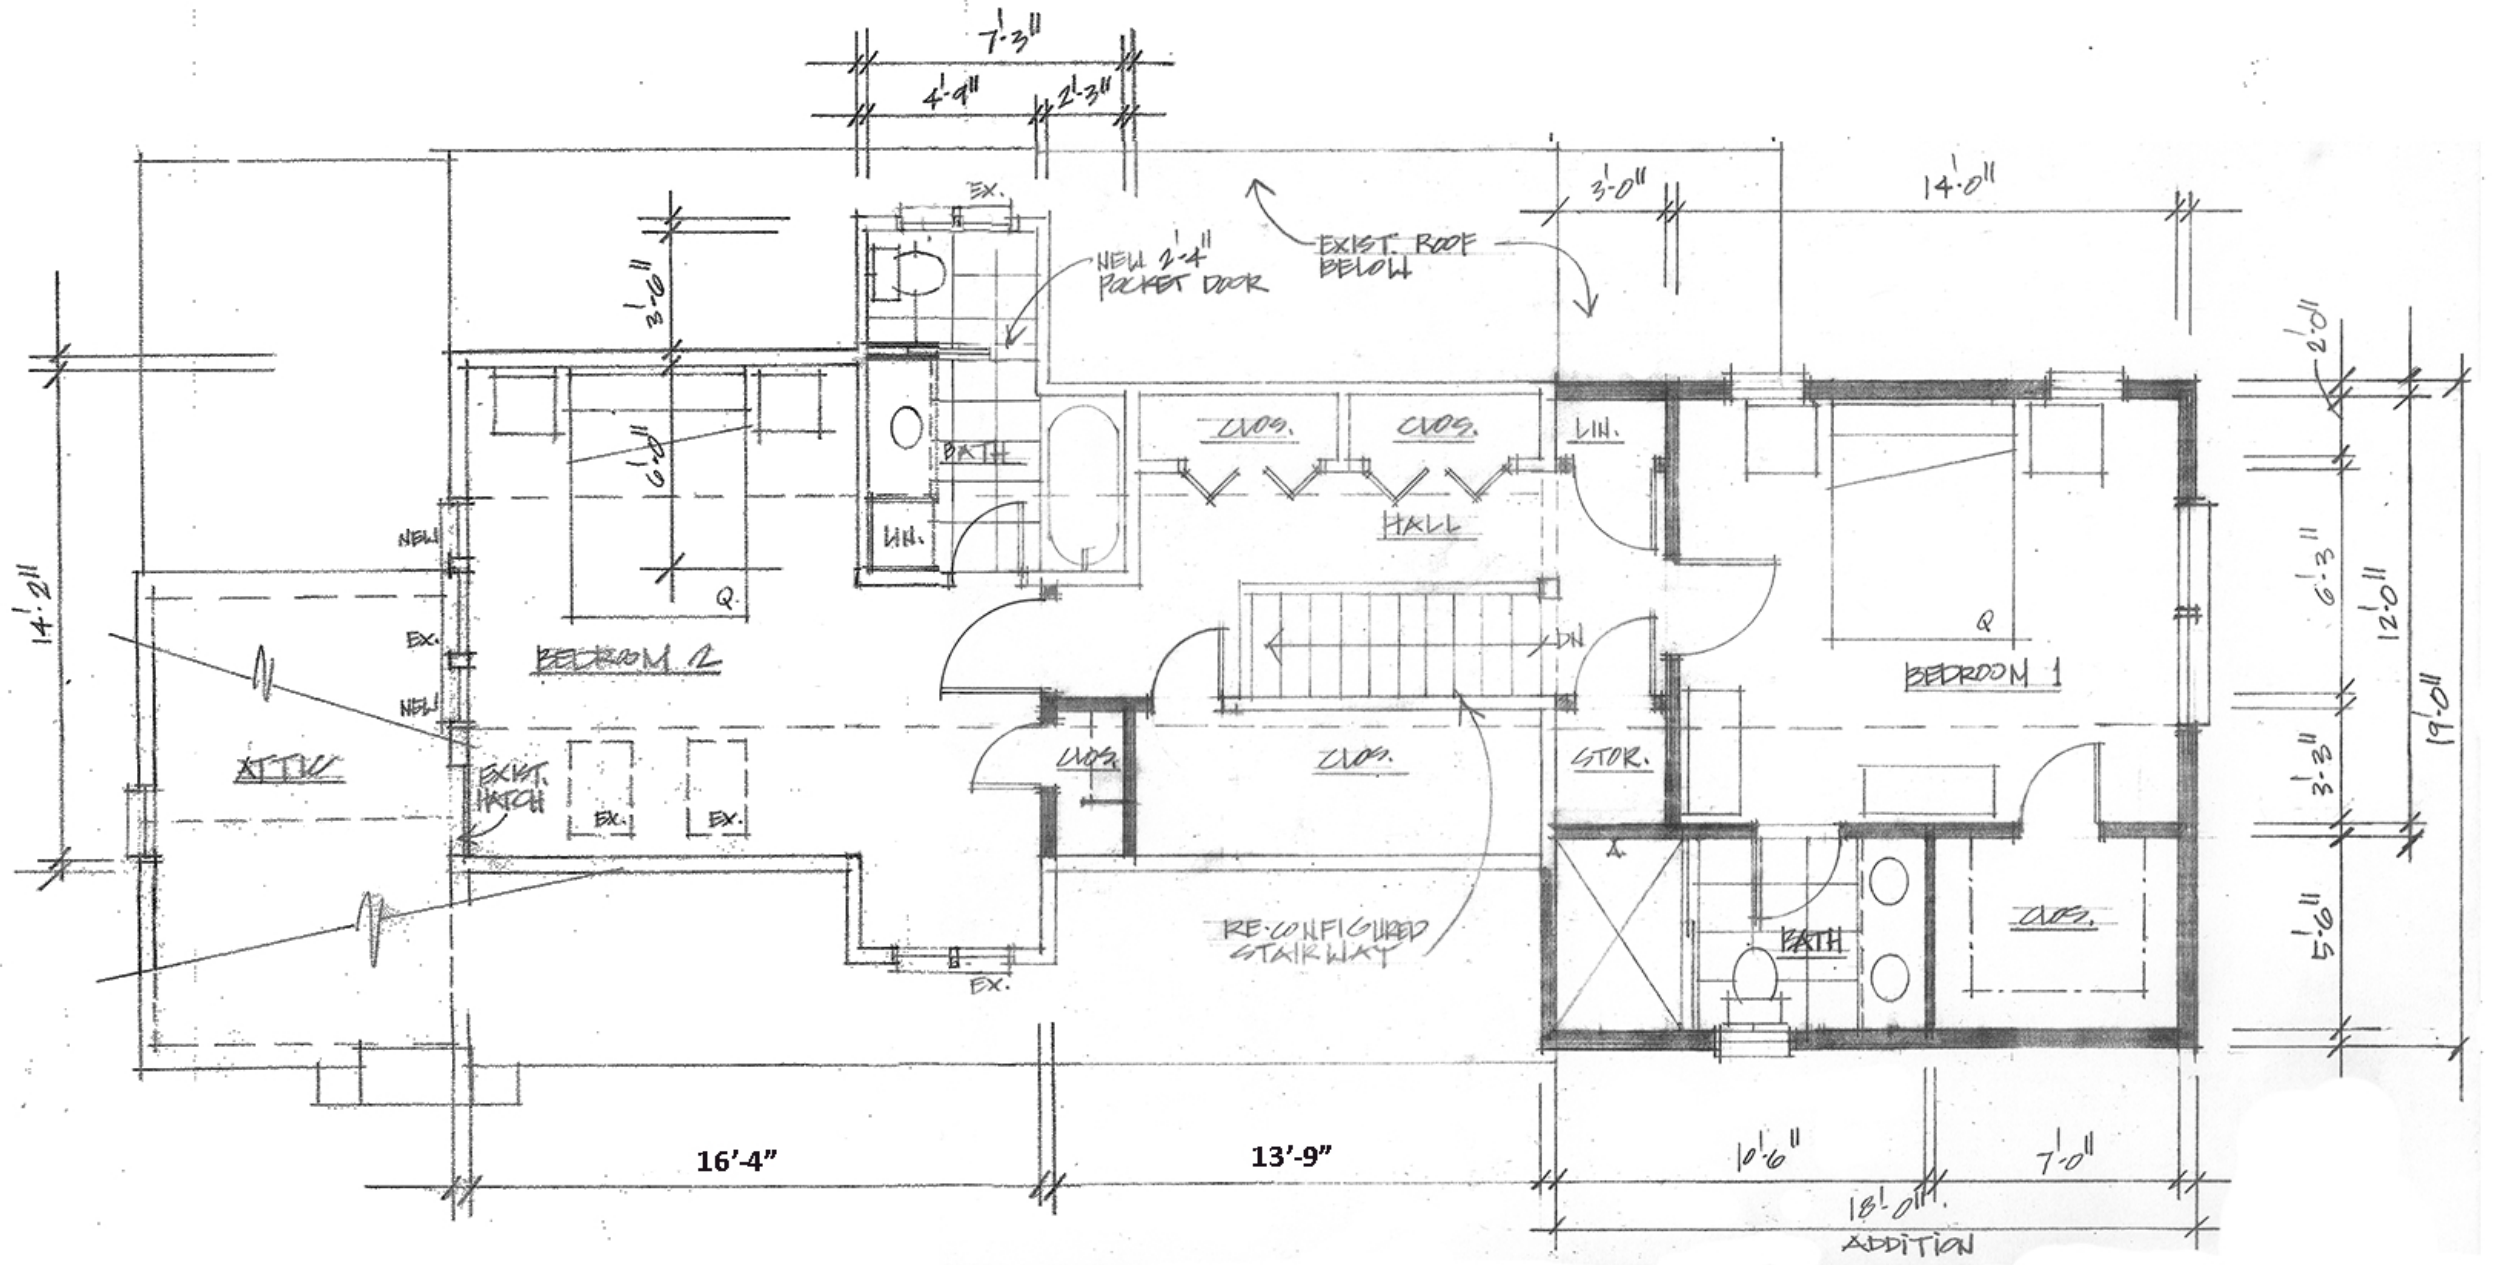 7'-3"
4'-9" 2'-3"
EX.
3'-0"
14'-0"
NEW 2'-4"
POCKET DOOR
EXIST. ROOF
BELOW
3'-6"
2'-0"
CLOS.
CLOS.
LIN.
BATH
6'-0"
HALL
NEW
LIN.
6'-3"
12'-0"
14'-2"
Q.
Q
EX.
DN
BEDROOM 2
BEDROOM 1
NEW
19'-0"
ATTIC
EXIST.
HATCH
CLOS.
CLOS.
STOR.
3'-3"
EX.
EX.
RE-CONFIGURED
STAIRWAY
BATH
CLOS.
5'-6"
EX.
16'-4”
13'-9”
10'-6"
7'-0"
18'-0"
ADDITION